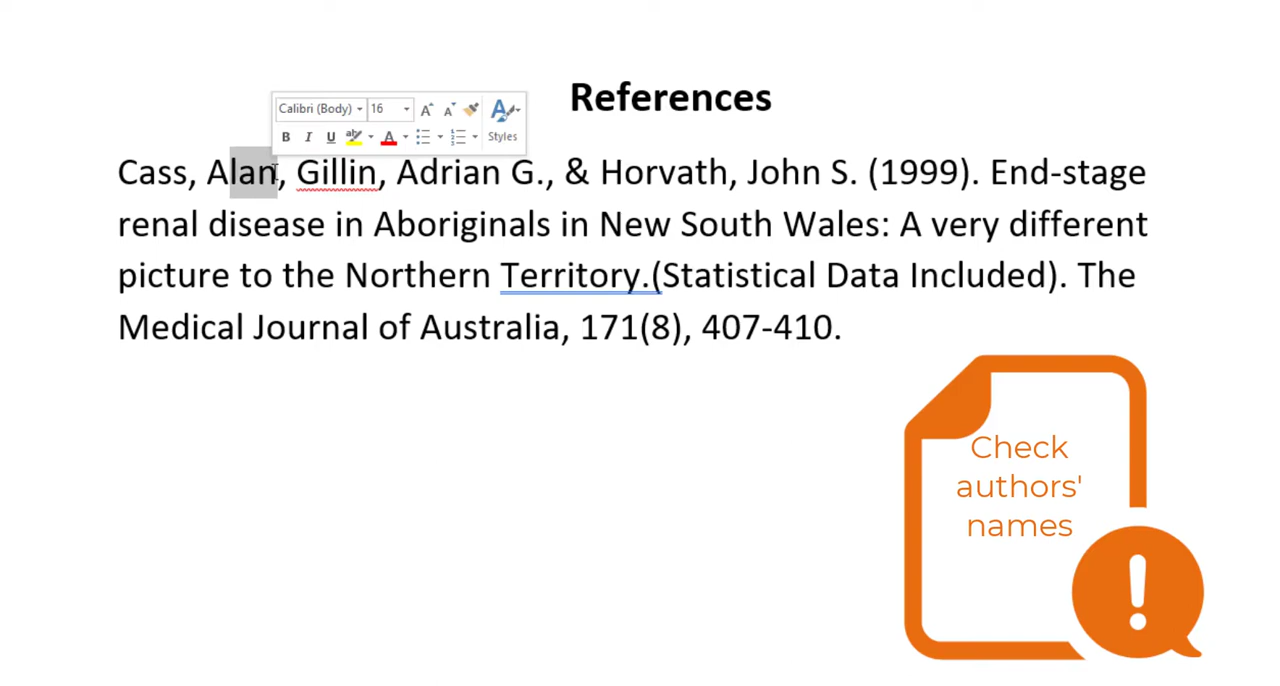 References
Calibri (Body) 16 A A A
B I U ab A Styles
Cass, Alan, Gillin, Adrian G., & Horvath, John S. (1999). End-stage
renal disease in Aboriginals in New South Wales: A very different
picture to the Northern Territory.(Statistical Data Included). The
Medical Journal of Australia, 171(8), 407-410.
Check
authors'
names
!